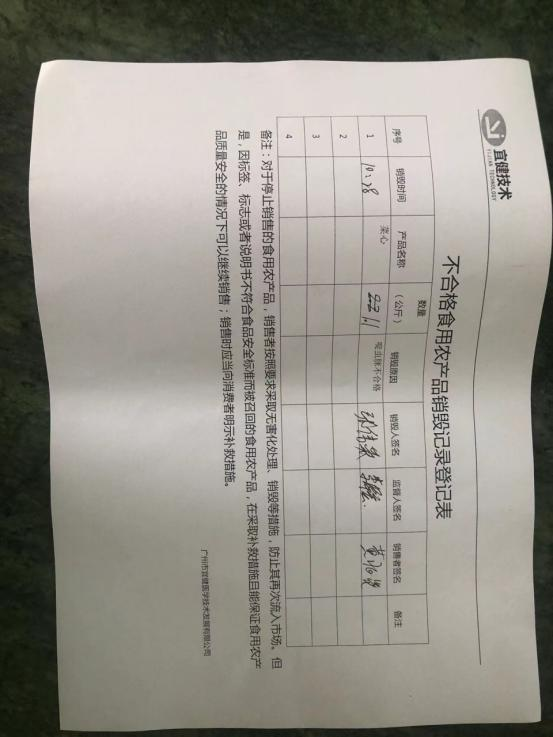 宜健技术
YIJIAN TECHNOLOGY
不合格食用农产品销毁记录登记表
序号 销毁时间 产品名称 数量（公斤） 销毁原因 销毁人签名 监督人签名 销售者签名 备注
1 10:28 菜心 啶虫脒不合格
2
3
4
备注：对于停止销售的食用农产品，销售者按照要求采取无害化处理、销毁等措施，防止其再次流入市场。但
是，因标签、标志或者说明书不符合食品安全标准而被召回的食用农产品，在采取补救措施且能保证食用农产
品质量安全的情况下可以继续销售；销售时应当向消费者明示补救措施。
广州市宜健医学技术发展有限公司